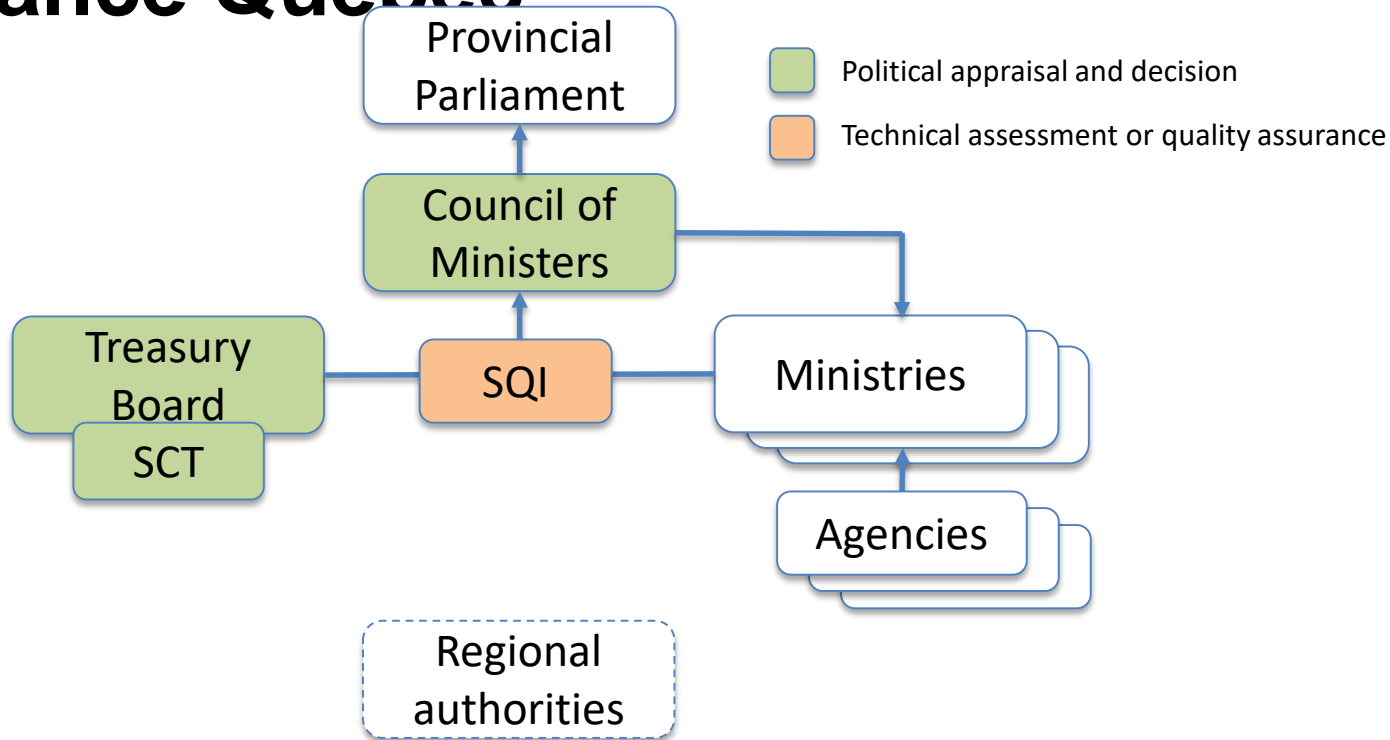 Québec
Provincial
Parliament
Political appraisal and decision
Technical assessment or quality assurance
Council of
Ministers
Treasury
Board
SCT
SQI
Ministries
Agencies
Regional
authorities